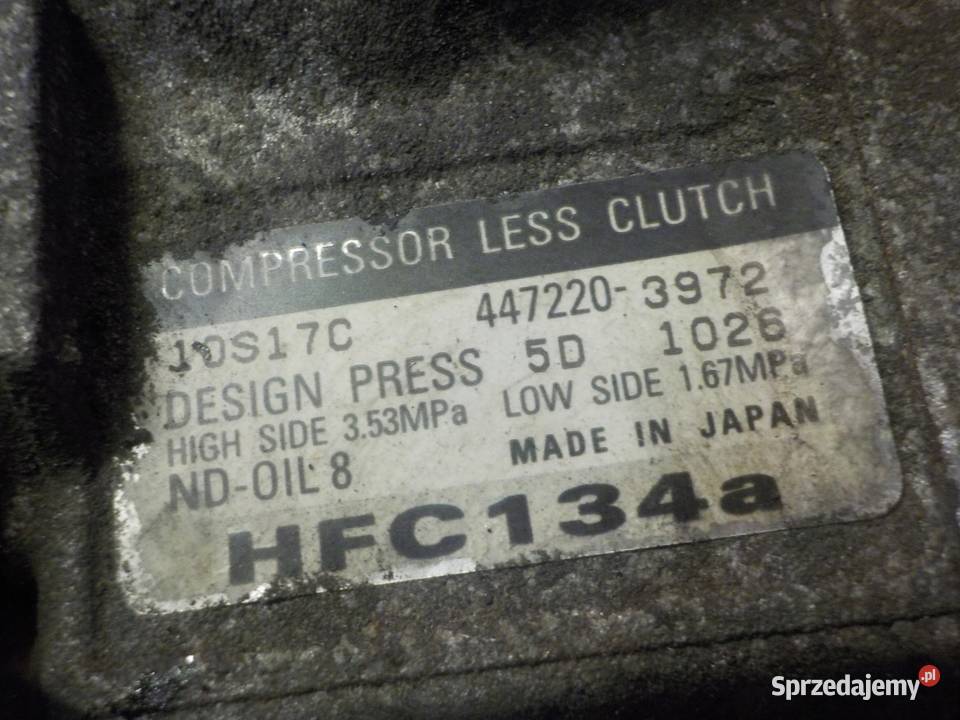 COMPRESSOR LESS CLUTCH
10S17C 447220-3972
DESIGN PRESS 5D 1026
HIGH SIDE 3.53MPa LOW SIDE 1.67MPa
ND-OIL 8 MADE IN JAPAN
HFC134a
Sprzedajemy.pl